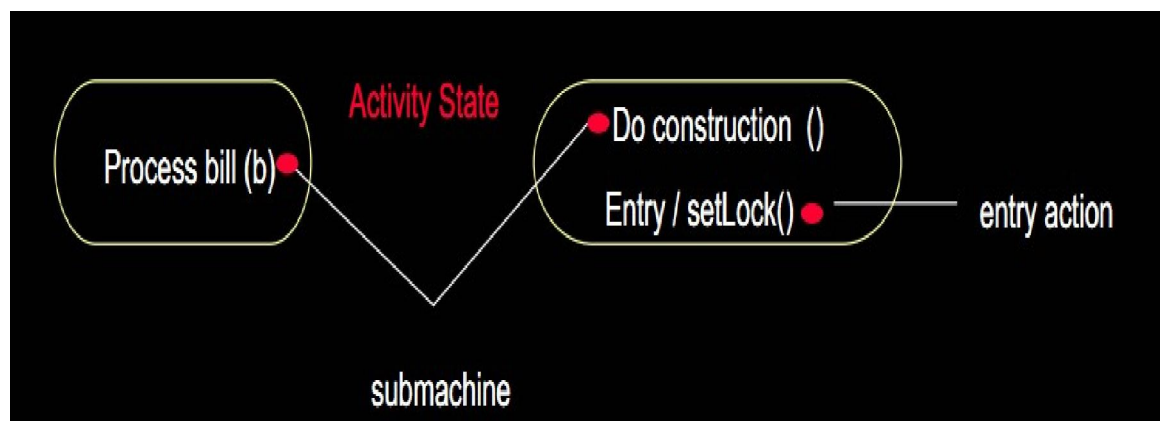 Activity State
Process bill (b)
Do construction ()
Entry / setLock()
entry action
submachine